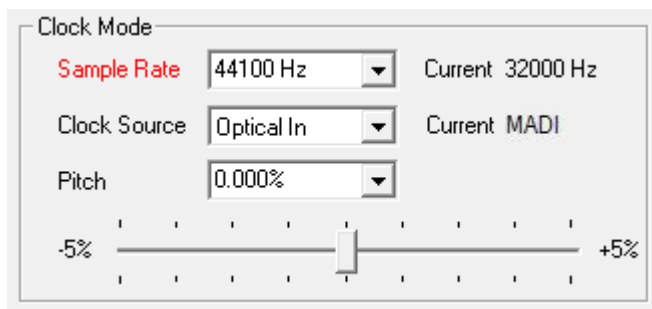 Clock Mode
Sample Rate 44100 Hz Current 32000 Hz
Clock Source Optical In Current MADI
Pitch 0.000%
-5% +5%